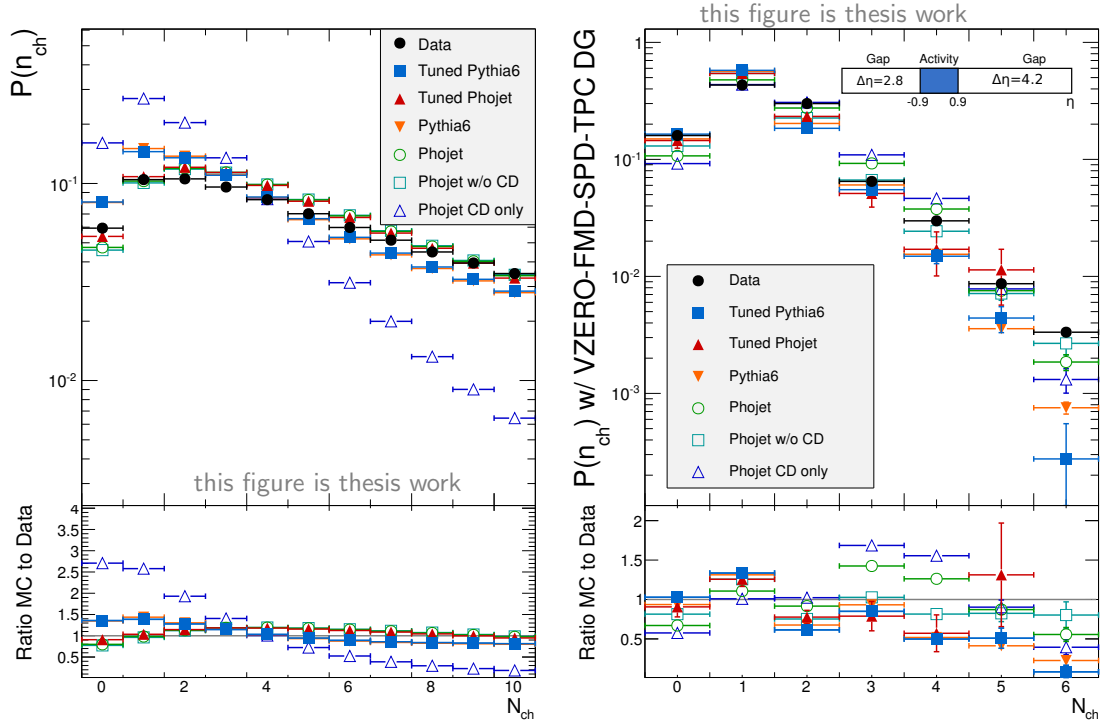 this figure is thesis work
P(n_ch)
Data
Tuned Pythia6
Tuned Phojet
Pythia6
Phojet
Phojet w/o CD
Phojet CD only
10^-1
10^-2
this figure is thesis work
Ratio MC to Data
4
3.5
3
2.5
2
1.5
1
0.5
0 2 4 6 8 10
N_ch
P(n_ch) w/ VZERO-FMD-SPD-TPC DG
1
10^-1
10^-2
10^-3
Gap Activity Gap
Δη=2.8 Δη=4.2
-0.9 0.9 η
Data
Tuned Pythia6
Tuned Phojet
Pythia6
Phojet
Phojet w/o CD
Phojet CD only
Ratio MC to Data
2
1.5
1
0.5
0 1 2 3 4 5 6
N_ch